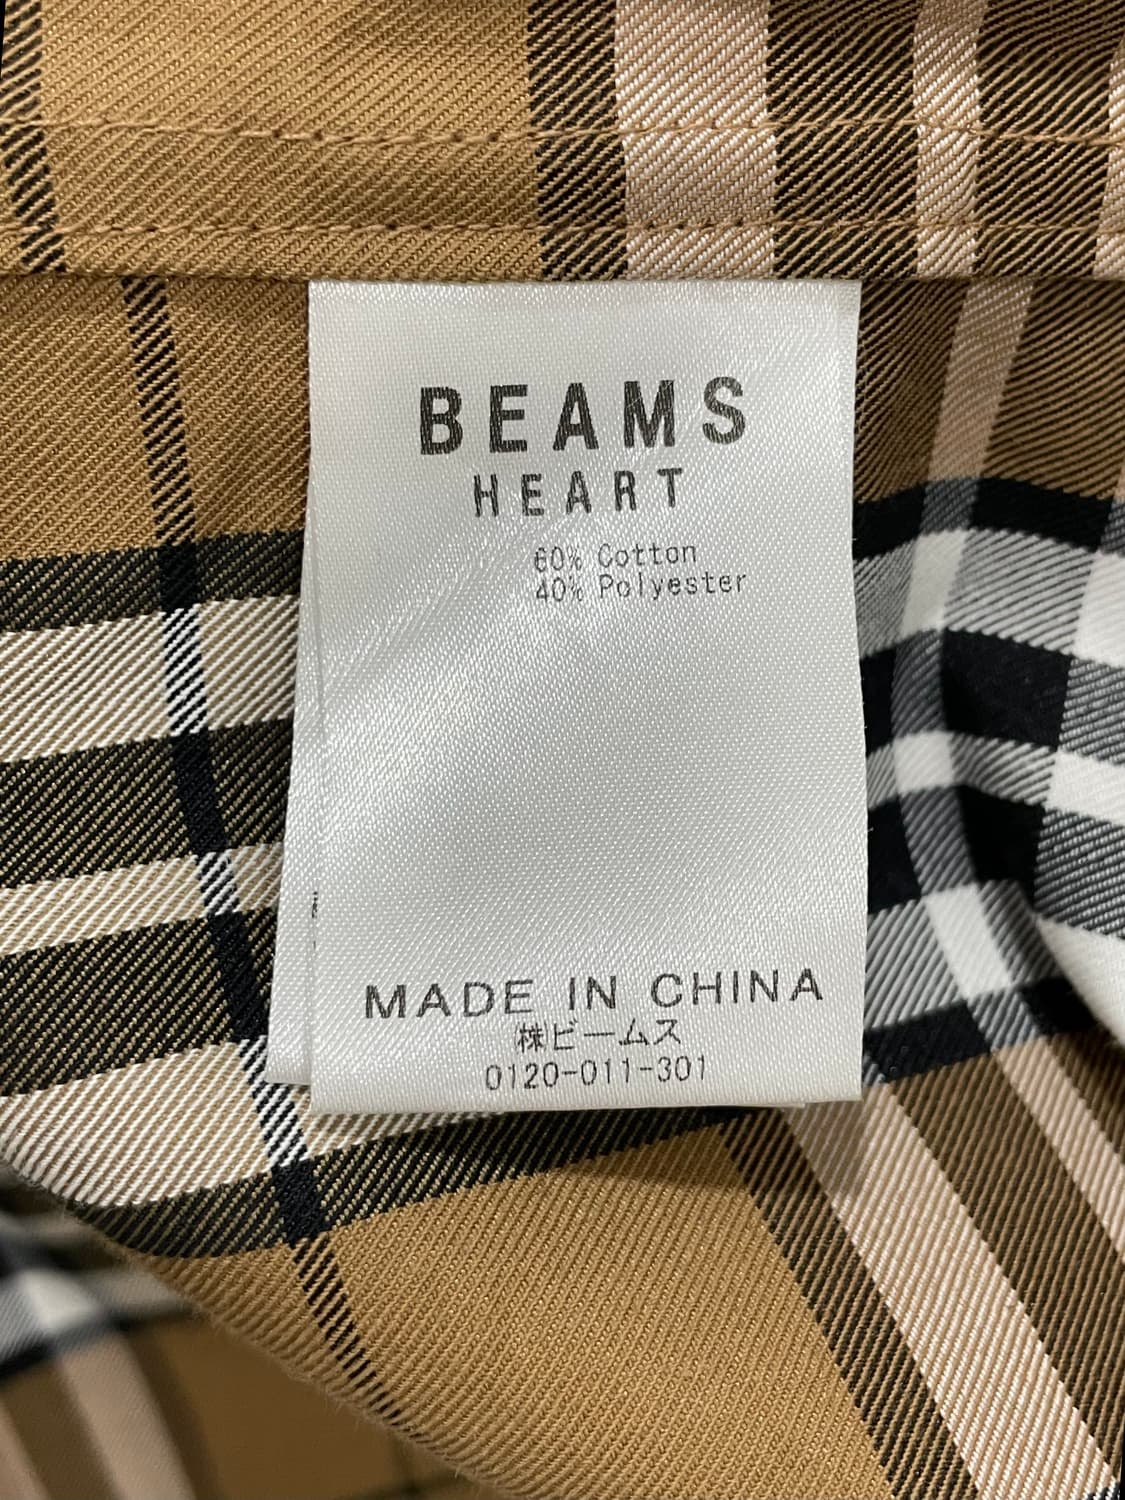 BEAMS
HEART
60% Cotton
40% Polyester
MADE IN CHINA
㈱ビームス
0120-011-301